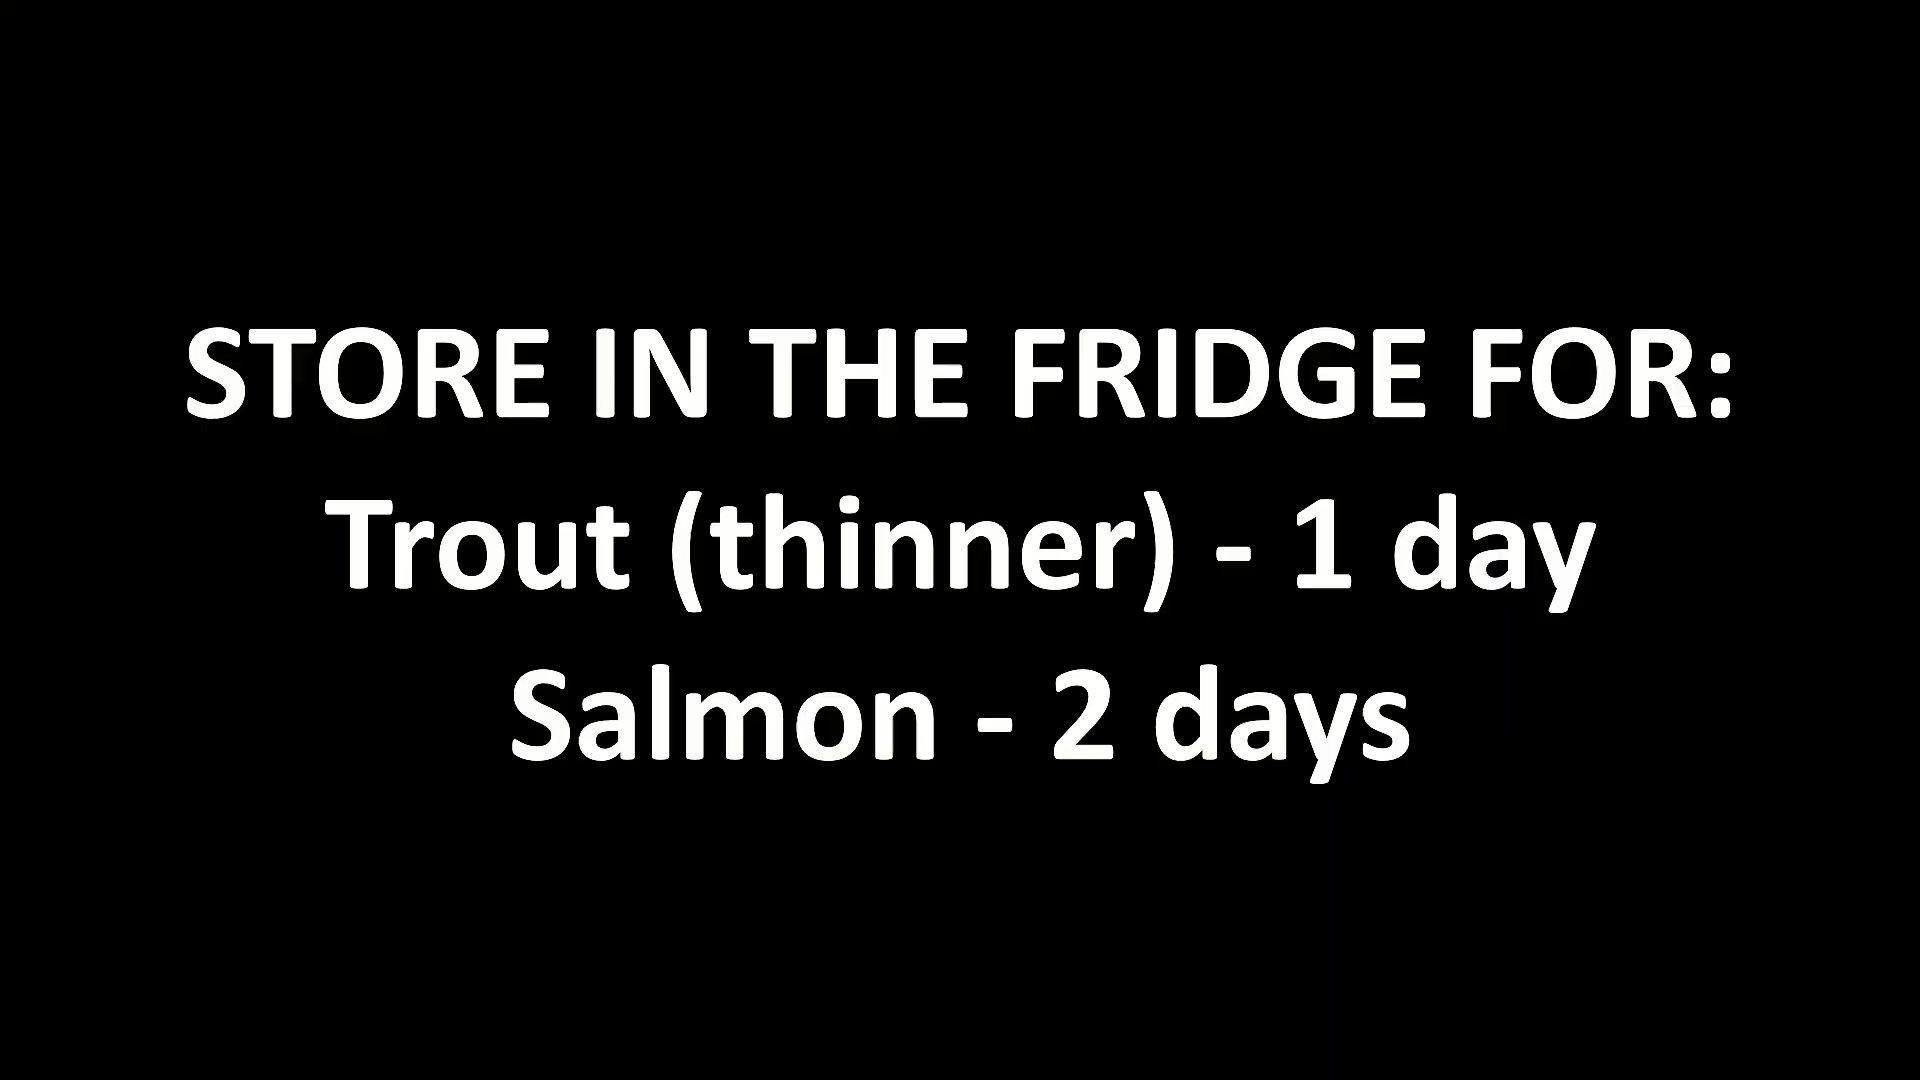 STORE IN THE FRIDGE FOR:
Trout (thinner) - 1 day
Salmon - 2 days